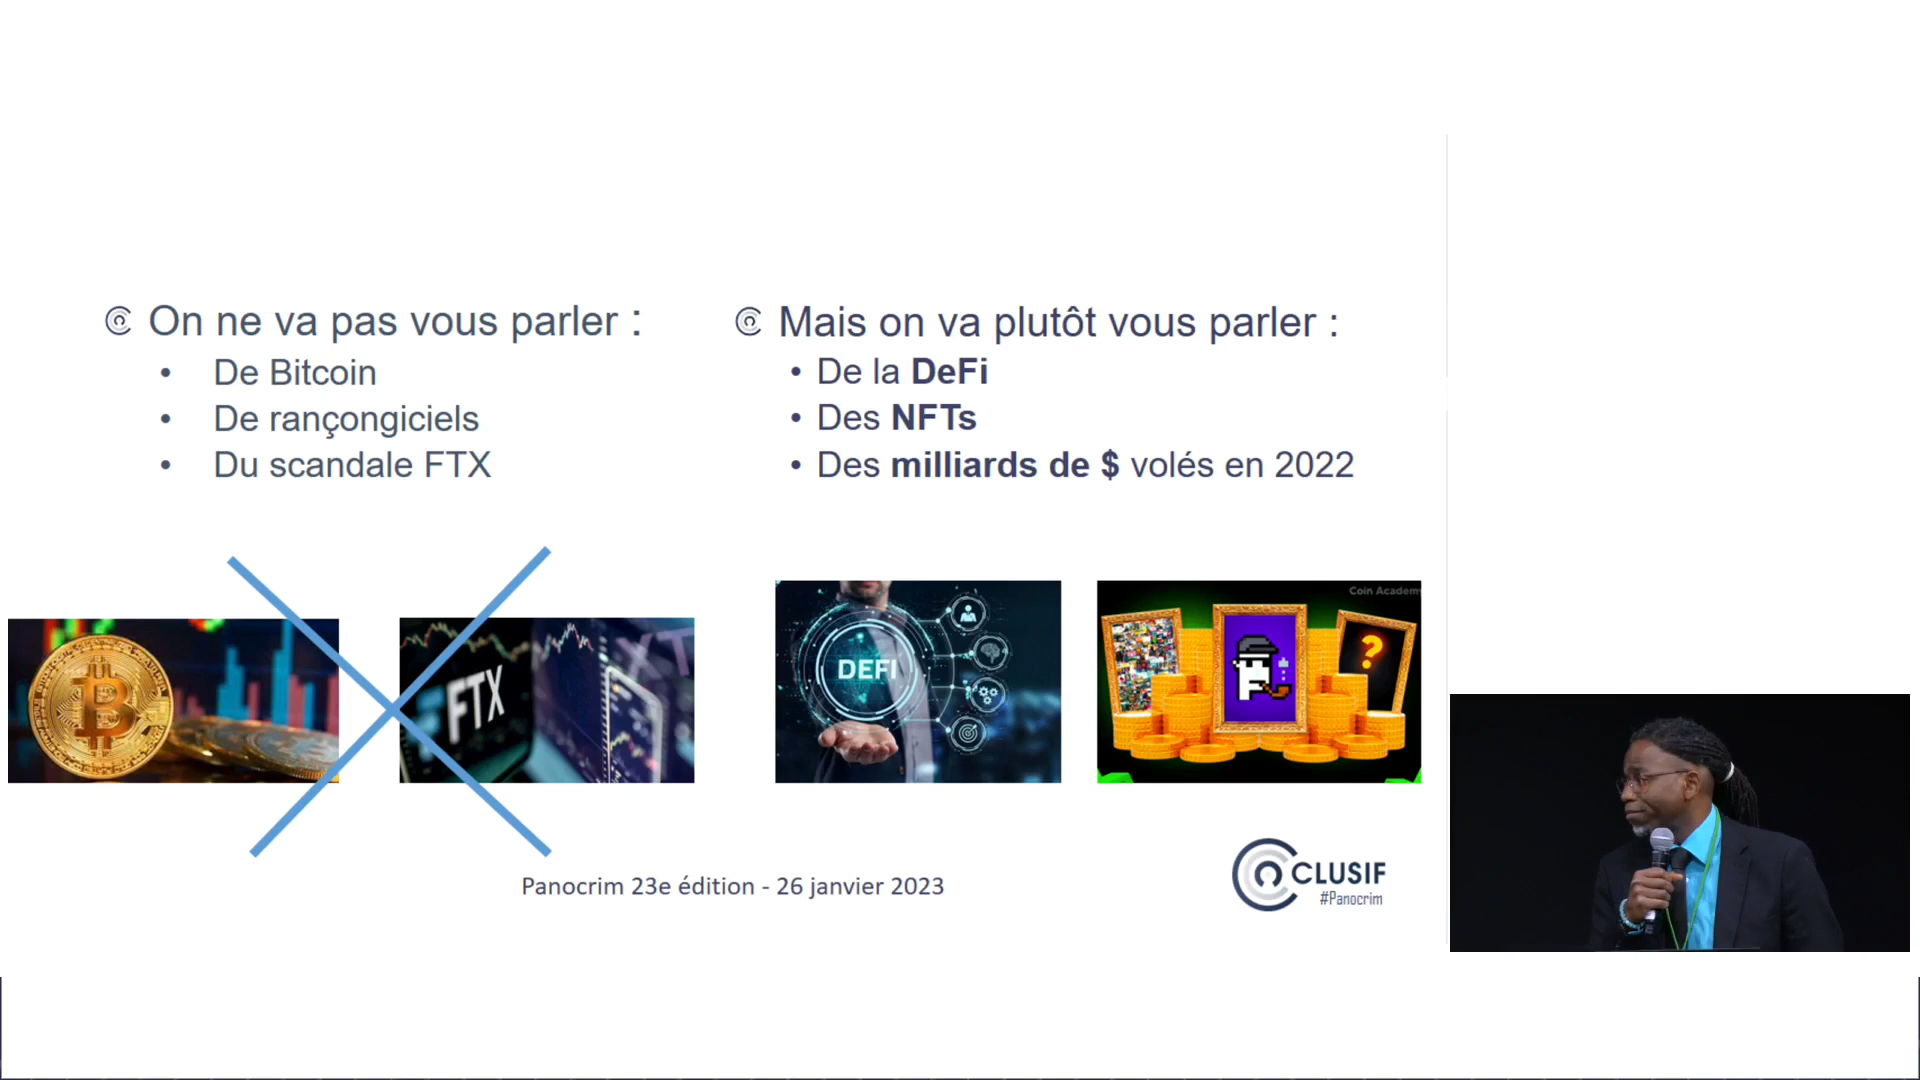 On ne va pas vous parler :
• De Bitcoin
• De rançongiciels
• Du scandale FTX
Mais on va plutôt vous parler :
• De la DeFi
• Des NFTs
• Des milliards de $ volés en 2022
FTX
DEFI
Coin Academy
?
Panocrim 23e édition - 26 janvier 2023
CLUSIF
#Panocrim